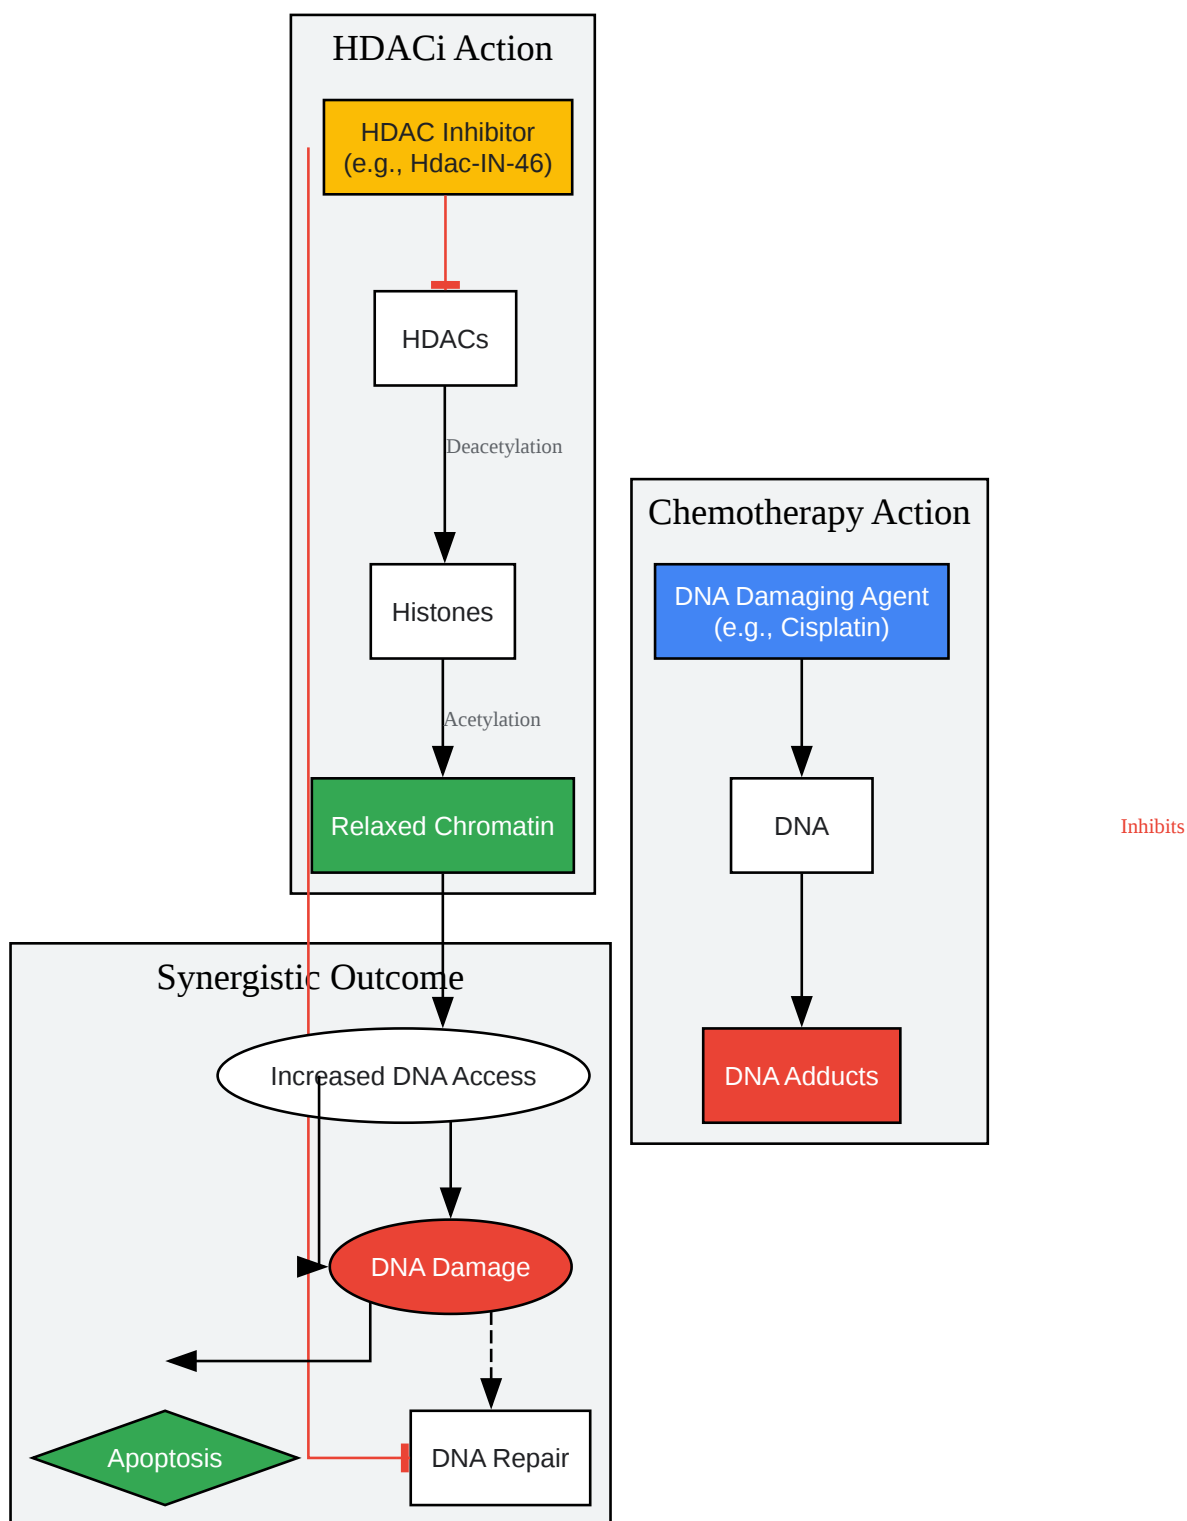 HDACi Action
HDAC Inhibitor
(e.g., Hdac-IN-46)
HDACs
Deacetylation
Histones
Acetylation
Relaxed Chromatin
Chemotherapy Action
DNA Damaging Agent
(e.g., Cisplatin)
DNA
DNA Adducts
Inhibits
Synergistic Outcome
Increased DNA Access
DNA Damage
Apoptosis
DNA Repair